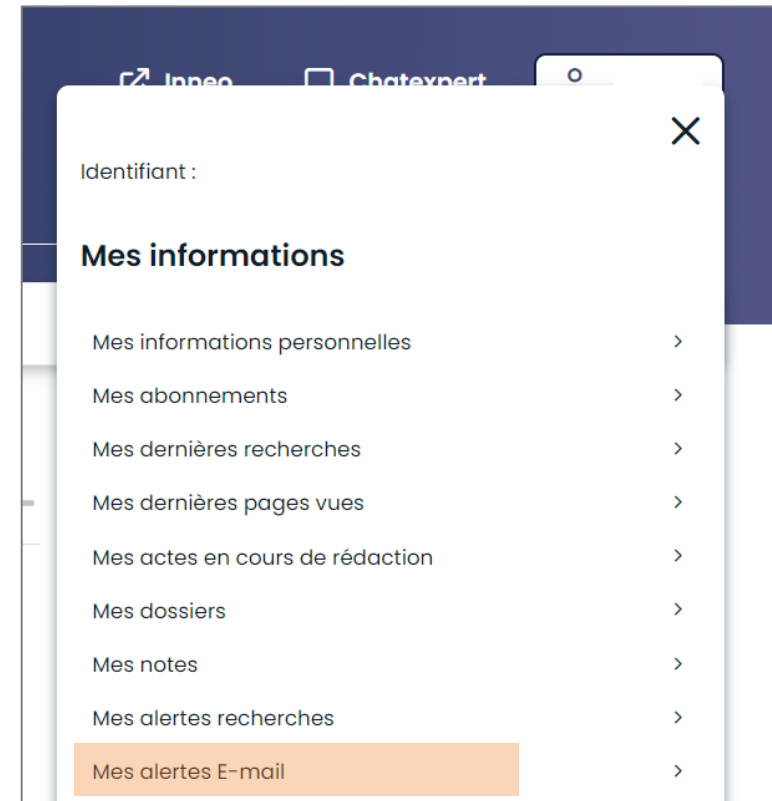 Inneo Chatexpert
Identifiant :
Mes informations
Mes informations personnelles
Mes abonnements
Mes dernières recherches
Mes dernières pages vues
Mes actes en cours de rédaction
Mes dossiers
Mes notes
Mes alertes recherches
Mes alertes E-mail